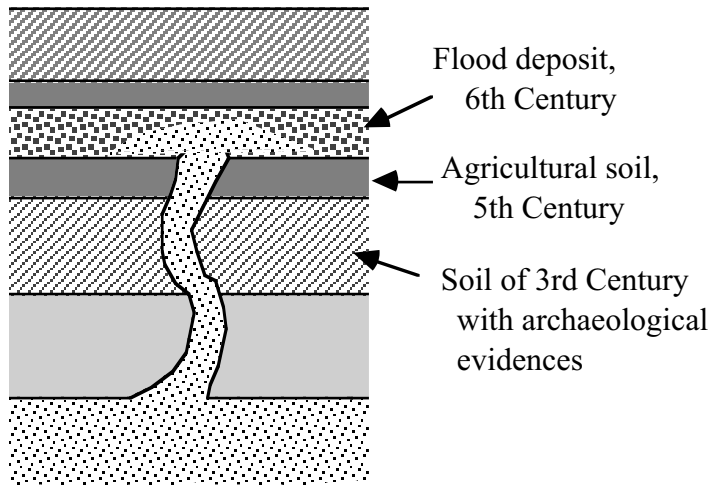 Flood deposit,
6th Century
Agricultural soil,
5th Century
Soil of 3rd Century
with archaeological
evidences